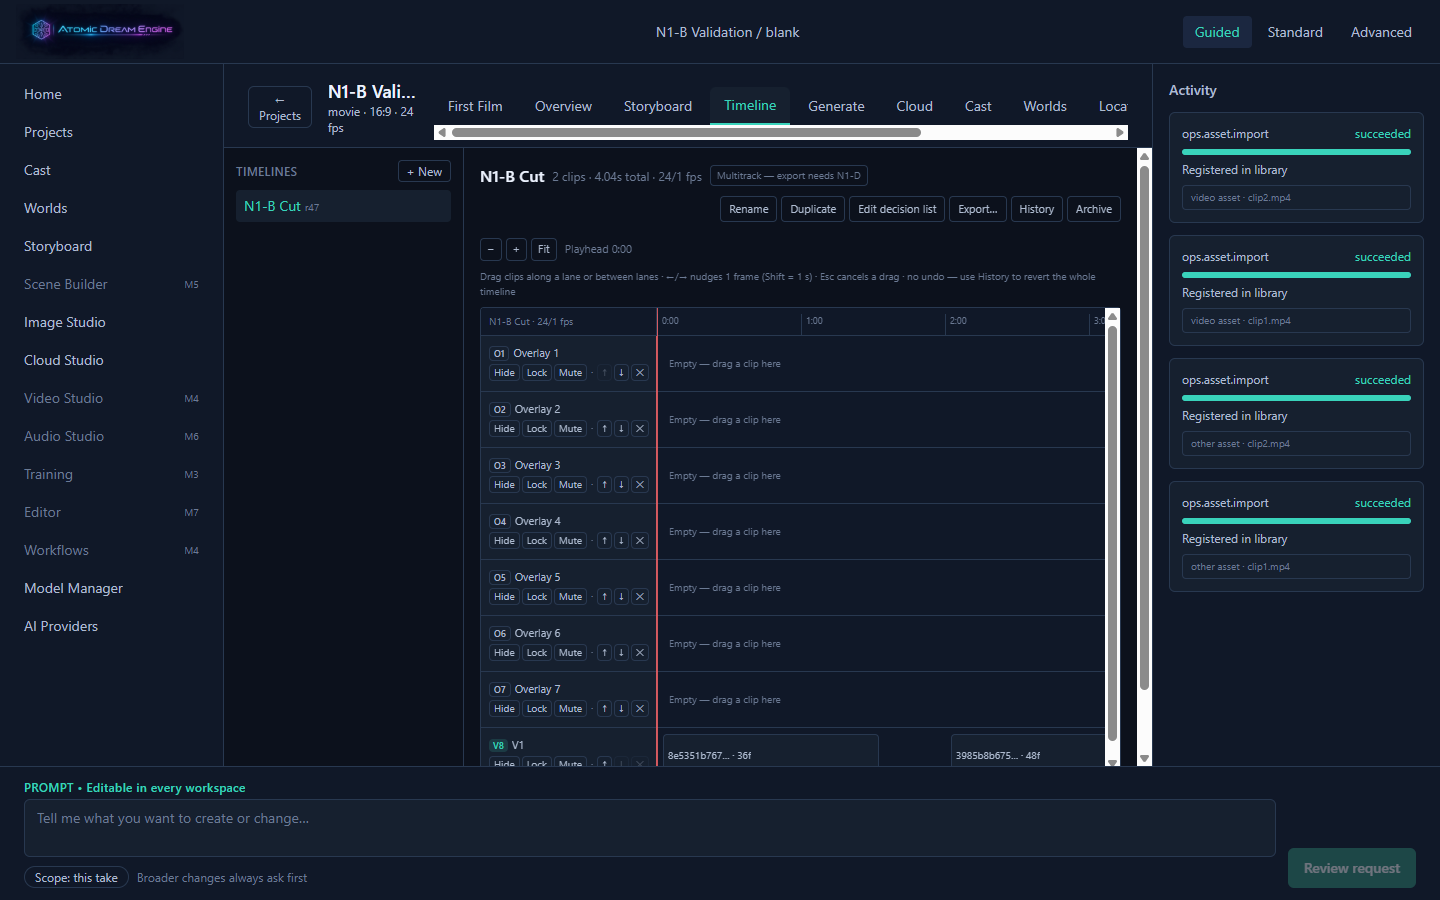 ATOMIC DREAM ENGINE
N1-B Validation / blank
Guided
Standard
Advanced
Home
Projects
Cast
Worlds
Storyboard
Scene Builder M5
Image Studio
Cloud Studio
Video Studio M4
Audio Studio M6
Training M3
Editor M7
Workflows M4
Model Manager
AI Providers
←
Projects
N1-B Vali...
movie · 16:9 · 24
fps
First Film
Overview
Storyboard
Timeline
Generate
Cloud
Cast
Worlds
Loca
TIMELINES
+ New
N1-B Cut r47
N1-B Cut 2 clips · 4.04s total · 24/1 fps Multitrack — export needs N1-D
Rename
Duplicate
Edit decision list
Export...
History
Archive
− + Fit Playhead 0:00
Drag clips along a lane or between lanes · ←/→ nudges 1 frame (Shift = 1 s) · Esc cancels a drag · no undo — use History to revert the whole
timeline
N1-B Cut · 24/1 fps 0:00 1:00 2:00 3:0
O1 Overlay 1
Hide Lock Mute · ↑ ↓ ✕
Empty — drag a clip here
O2 Overlay 2
Hide Lock Mute · ↑ ↓ ✕
Empty — drag a clip here
O3 Overlay 3
Hide Lock Mute · ↑ ↓ ✕
Empty — drag a clip here
O4 Overlay 4
Hide Lock Mute · ↑ ↓ ✕
Empty — drag a clip here
O5 Overlay 5
Hide Lock Mute · ↑ ↓ ✕
Empty — drag a clip here
O6 Overlay 6
Hide Lock Mute · ↑ ↓ ✕
Empty — drag a clip here
O7 Overlay 7
Hide Lock Mute · ↑ ↓ ✕
Empty — drag a clip here
V8 V1
Hide Lock Mute · ↑ ↓ ✕
8e5351b767... · 36f
3985b8b675... · 48f
Activity
ops.asset.import succeeded
Registered in library
video asset · clip2.mp4
ops.asset.import succeeded
Registered in library
video asset · clip1.mp4
ops.asset.import succeeded
Registered in library
other asset · clip2.mp4
ops.asset.import succeeded
Registered in library
other asset · clip1.mp4
PROMPT • Editable in every workspace
Tell me what you want to create or change...
Scope: this take
Broader changes always ask first
Review request